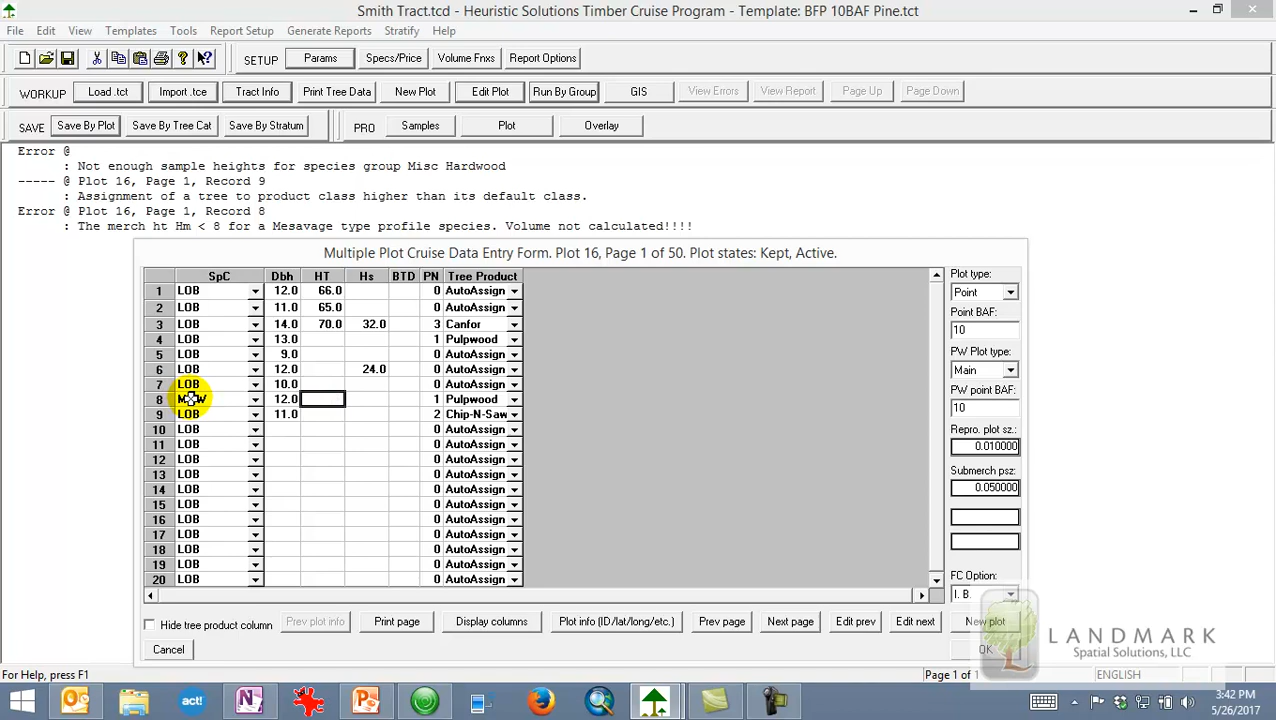 Smith Tract.tcd - Heuristic Solutions Timber Cruise Program - Template: BFP 10BAF Pine.tct
File Edit View Templates Tools Report Setup Generate Reports Stratify Help
SETUP Params Specs/Price Volume Fnxs Report Options
WORKUP Load .tct Import .tce Tract Info Print Tree Data New Plot Edit Plot Run By Group GIS View Errors View Report Page Up Page Down
SAVE Save By Plot Save By Tree Cat Save By Stratum PRO Samples Plot Overlay
Error @
: Not enough sample heights for species group Misc Hardwood
----- @ Plot 16, Page 1, Record 9
: Assignment of a tree to product class higher than its default class.
Error @ Plot 16, Page 1, Record 8
: The merch ht Hm < 8 for a Mesavage type profile species. Volume not calculated!!!!
Multiple Plot Cruise Data Entry Form. Plot 16, Page 1 of 50. Plot states: Kept, Active.
SpC Dbh HT Hs BTD PN Tree Product
1 LOB 12.0 66.0 0 AutoAssign
2 LOB 11.0 65.0 0 AutoAssign
3 LOB 14.0 70.0 32.0 3 Canfor
4 LOB 13.0 1 Pulpwood
5 LOB 9.0 0 AutoAssign
6 LOB 12.0 24.0 0 AutoAssign
7 LOB 10.0 0 AutoAssign
8 12.0 1 Pulpwood
9 LOB 11.0 2 Chip-N-Saw
10 LOB 0 AutoAssign
11 LOB 0 AutoAssign
12 LOB 0 AutoAssign
13 LOB 0 AutoAssign
14 LOB 0 AutoAssign
15 LOB 0 AutoAssign
16 LOB 0 AutoAssign
17 LOB 0 AutoAssign
18 LOB 0 AutoAssign
19 LOB 0 AutoAssign
20 LOB 0 AutoAssign
Plot type:
Point
Point BAF:
10
PW Plot type:
Main
PW point BAF:
10
Repro. plot sz.:
0.010000
Submerch psz:
0.050000
FC Option:
I. B.
Hide tree product column Prev plot info Print page Display columns Plot info (ID/lat/long/etc.) Prev page Next page Edit prev Edit next New plot
Cancel OK
LANDMARK
Spatial Solutions, LLC
For Help, press F1 Page 1 of 1 ENGLISH
act!
3:42 PM
5/26/2017